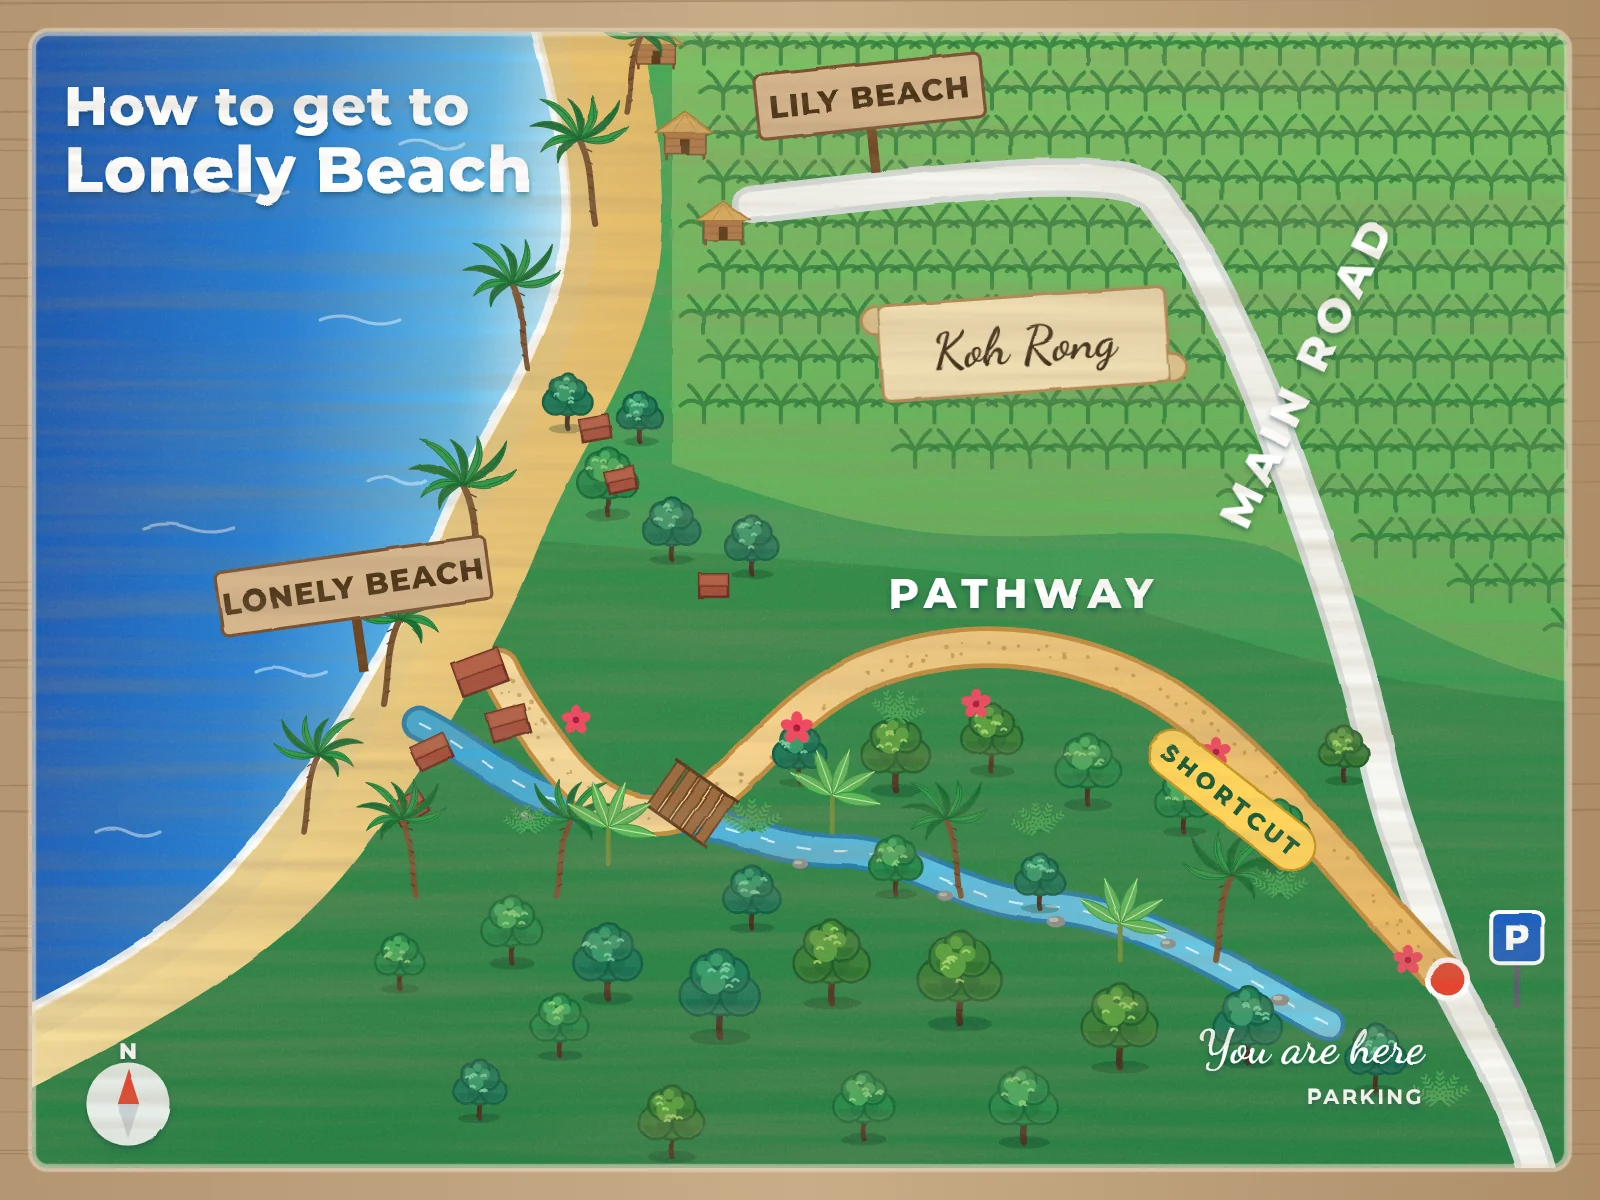 How to get to
Lonely Beach
LILY BEACH
MAIN ROAD
Koh Rong
LONELY BEACH
PATHWAY
SHORTCUT
P
You are here
PARKING
N